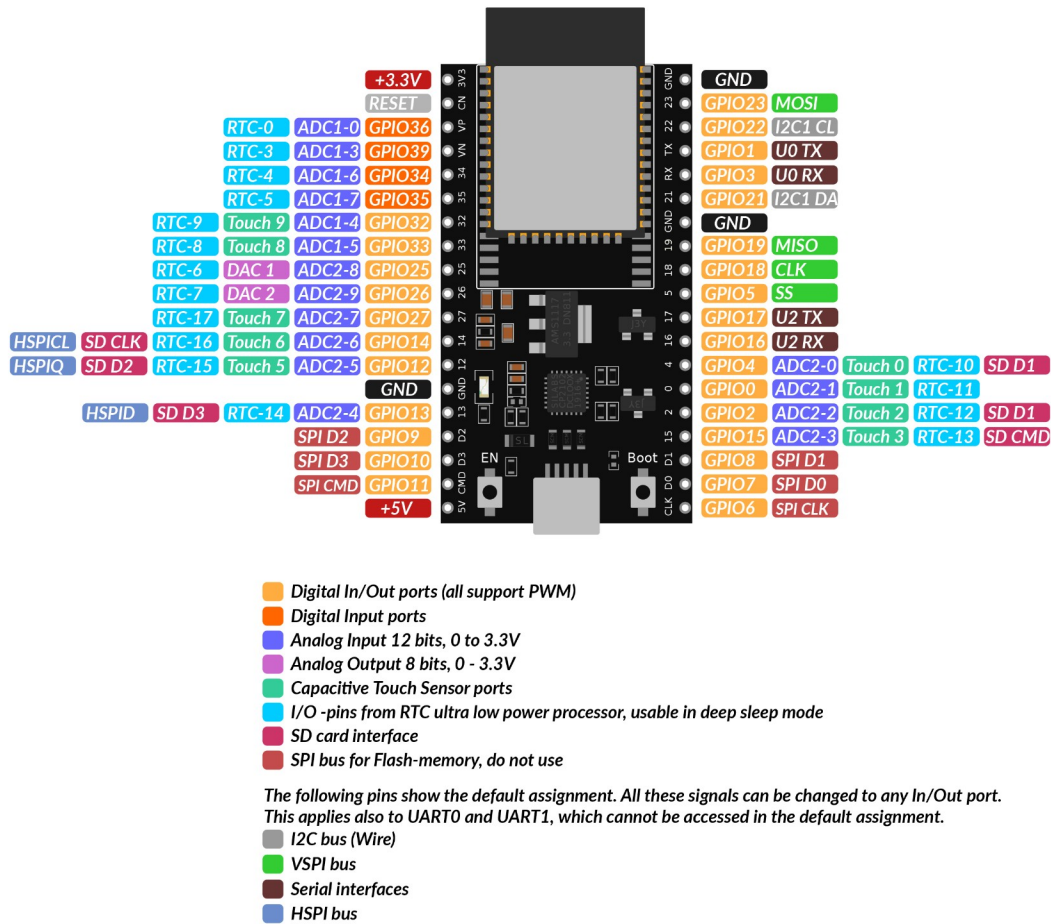 +3.3V 3V3 GND GND
RESET CN 23 GPIO23 MOSI
RTC-0 ADC1-0 GPIO36 VP 22 GPIO22 I2C1 CL
RTC-3 ADC1-3 GPIO39 VN TX GPIO1 U0 TX
RTC-4 ADC1-6 GPIO34 34 RX GPIO3 U0 RX
RTC-5 ADC1-7 GPIO35 35 21 GPIO21 I2C1 DA
RTC-9 Touch 9 ADC1-4 GPIO32 32 GND GND
RTC-8 Touch 8 ADC1-5 GPIO33 33 19 GPIO19 MISO
RTC-6 DAC 1 ADC2-8 GPIO25 25 18 GPIO18 CLK
RTC-7 DAC 2 ADC2-9 GPIO26 26 5 GPIO5 SS
RTC-17 Touch 7 ADC2-7 GPIO27 27 AMS1117 3.3 DN811 J3Y 17 GPIO17 U2 TX
HSPICL SD CLK RTC-16 Touch 6 ADC2-6 GPIO14 14 16 GPIO16 U2 RX
HSPIQ SD D2 RTC-15 Touch 5 ADC2-5 GPIO12 12 4 GPIO4 ADC2-0 Touch 0 RTC-10 SD D1
GND GND 0 GPIO0 ADC2-1 Touch 1 RTC-11
HSPID SD D3 RTC-14 ADC2-4 GPIO13 13 2 GPIO2 ADC2-2 Touch 2 RTC-12 SD D1
SPI D2 GPIO9 D2 SL 15 GPIO15 ADC2-3 Touch 3 RTC-13 SD CMD
SPI D3 GPIO10 D3 EN Boot D1 GPIO8 SPI D1
SPI CMD GPIO11 CMD D0 GPIO7 SPI D0
+5V 5V CLK GPIO6 SPI CLK
Digital In/Out ports (all support PWM)
Digital Input ports
Analog Input 12 bits, 0 to 3.3V
Analog Output 8 bits, 0 - 3.3V
Capacitive Touch Sensor ports
I/O -pins from RTC ultra low power processor, usable in deep sleep mode
SD card interface
SPI bus for Flash-memory, do not use
The following pins show the default assignment. All these signals can be changed to any In/Out port.
This applies also to UART0 and UART1, which cannot be accessed in the default assignment.
I2C bus (Wire)
VSPI bus
Serial interfaces
HSPI bus